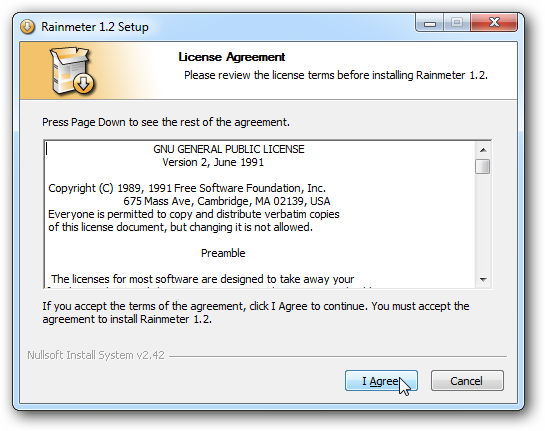 Rainmeter 1.2 Setup
License Agreement
Please review the license terms before installing Rainmeter 1.2.
Press Page Down to see the rest of the agreement.
GNU GENERAL PUBLIC LICENSE
Version 2, June 1991
Copyright (C) 1989, 1991 Free Software Foundation, Inc.
675 Mass Ave, Cambridge, MA 02139, USA
Everyone is permitted to copy and distribute verbatim copies
of this license document, but changing it is not allowed.
Preamble
The licenses for most software are designed to take away your
If you accept the terms of the agreement, click I Agree to continue. You must accept the
agreement to install Rainmeter 1.2.
Nullsoft Install System v2.42
I Agree
Cancel